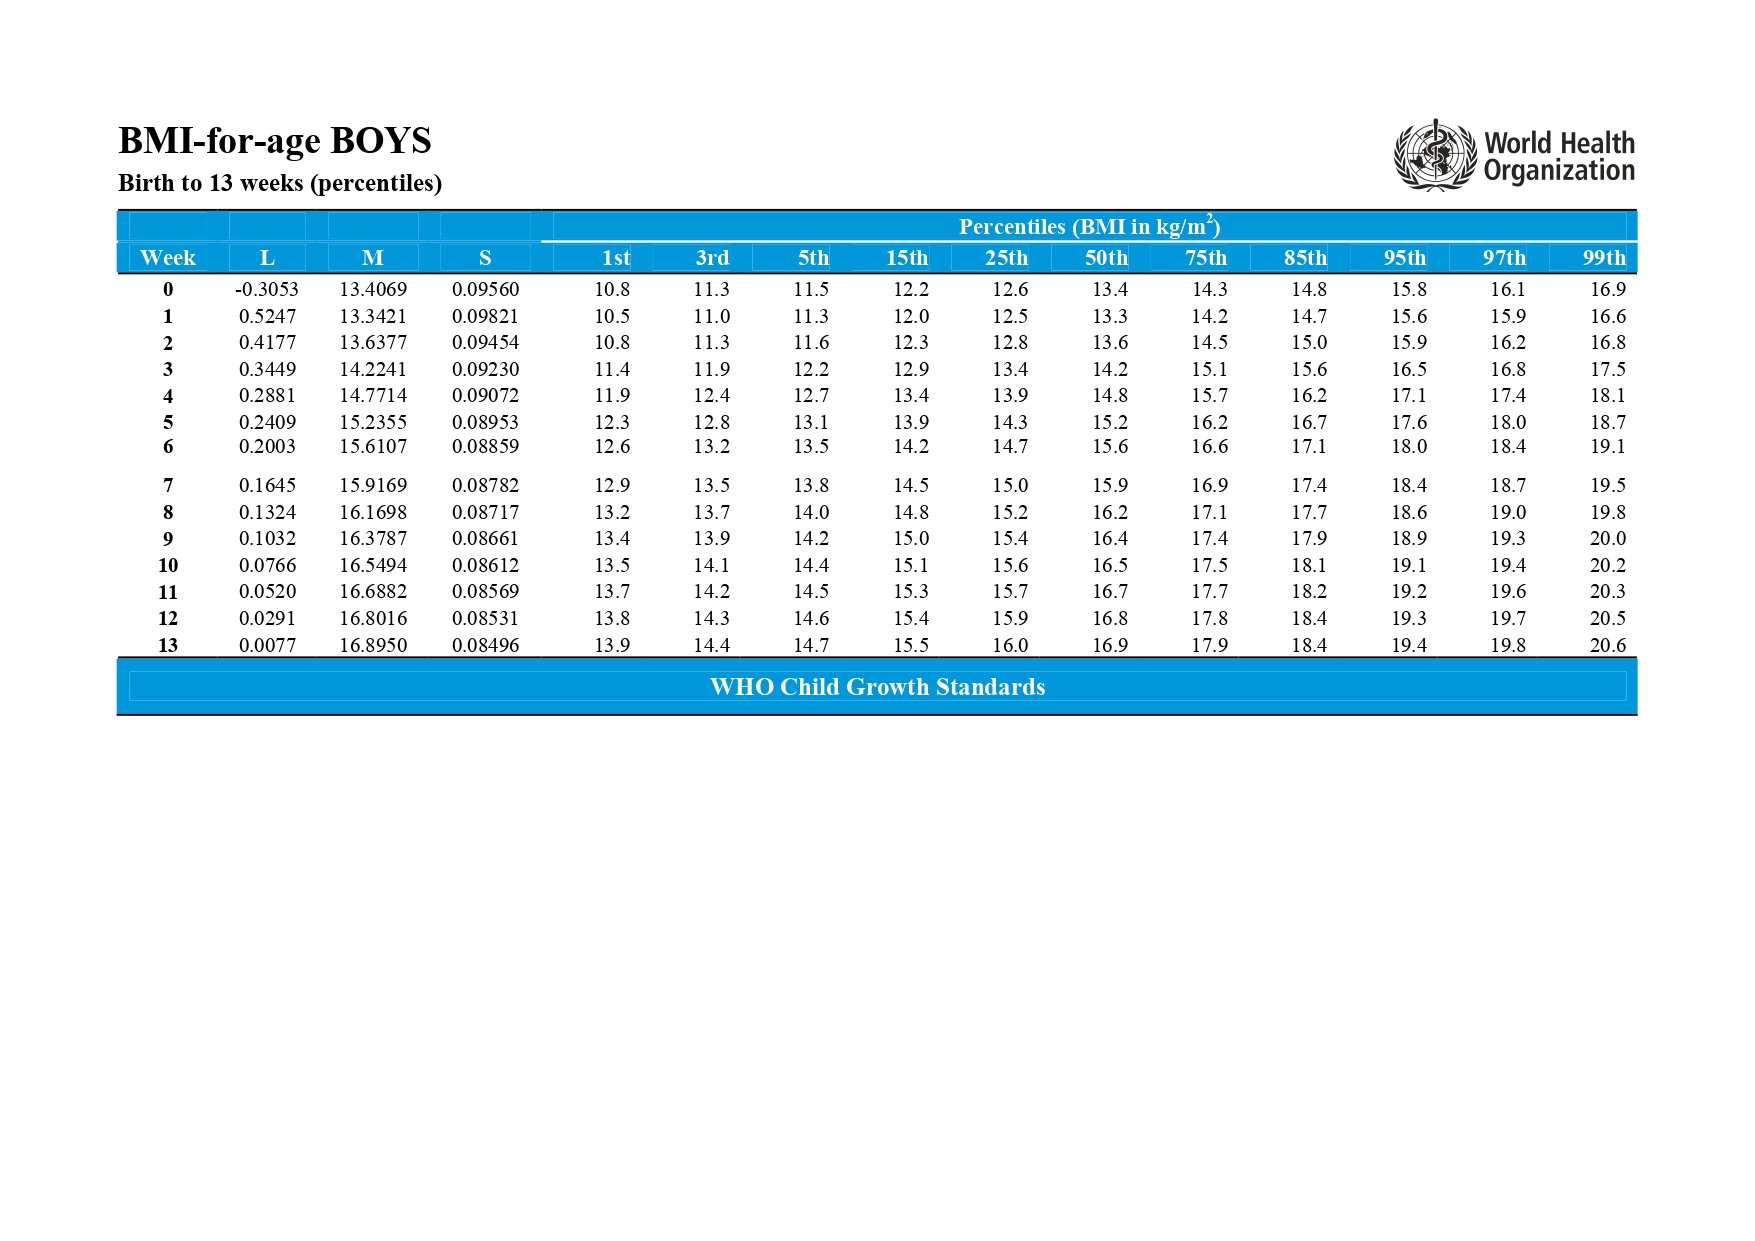 BMI-for-age BOYS
Birth to 13 weeks (percentiles)
World Health
Organization
Percentiles (BMI in kg/m²)
Week L M S 1st 3rd 5th 15th 25th 50th 75th 85th 95th 97th 99th
0 -0.3053 13.4069 0.09560 10.8 11.3 11.5 12.2 12.6 13.4 14.3 14.8 15.8 16.1 16.9
1 0.5247 13.3421 0.09821 10.5 11.0 11.3 12.0 12.5 13.3 14.2 14.7 15.6 15.9 16.6
2 0.4177 13.6377 0.09454 10.8 11.3 11.6 12.3 12.8 13.6 14.5 15.0 15.9 16.2 16.8
3 0.3449 14.2241 0.09230 11.4 11.9 12.2 12.9 13.4 14.2 15.1 15.6 16.5 16.8 17.5
4 0.2881 14.7714 0.09072 11.9 12.4 12.7 13.4 13.9 14.8 15.7 16.2 17.1 17.4 18.1
5 0.2409 15.2355 0.08953 12.3 12.8 13.1 13.9 14.3 15.2 16.2 16.7 17.6 18.0 18.7
6 0.2003 15.6107 0.08859 12.6 13.2 13.5 14.2 14.7 15.6 16.6 17.1 18.0 18.4 19.1
7 0.1645 15.9169 0.08782 12.9 13.5 13.8 14.5 15.0 15.9 16.9 17.4 18.4 18.7 19.5
8 0.1324 16.1698 0.08717 13.2 13.7 14.0 14.8 15.2 16.2 17.1 17.7 18.6 19.0 19.8
9 0.1032 16.3787 0.08661 13.4 13.9 14.2 15.0 15.4 16.4 17.4 17.9 18.9 19.3 20.0
10 0.0766 16.5494 0.08612 13.5 14.1 14.4 15.1 15.6 16.5 17.5 18.1 19.1 19.4 20.2
11 0.0520 16.6882 0.08569 13.7 14.2 14.5 15.3 15.7 16.7 17.7 18.2 19.2 19.6 20.3
12 0.0291 16.8016 0.08531 13.8 14.3 14.6 15.4 15.9 16.8 17.8 18.4 19.3 19.7 20.5
13 0.0077 16.8950 0.08496 13.9 14.4 14.7 15.5 16.0 16.9 17.9 18.4 19.4 19.8 20.6
WHO Child Growth Standards